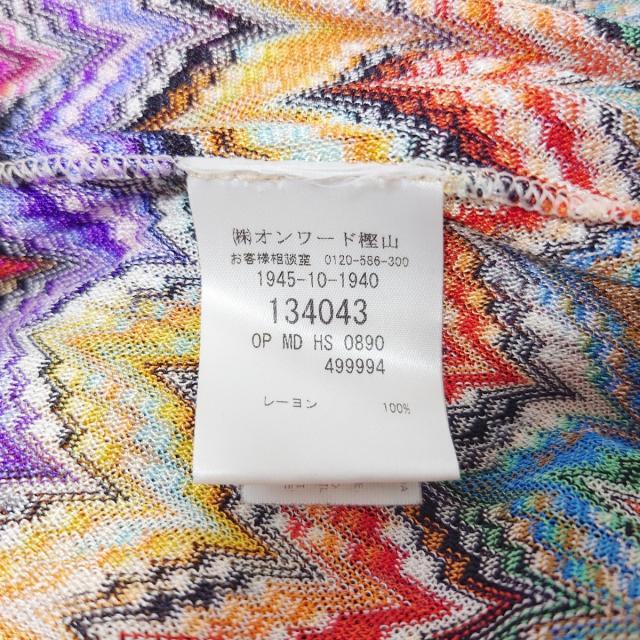 ㈱オンワード樫山
お客様相談室 0120-586-300
1945-10-1940
134043
OP MD HS 0890
499994
レーヨン 100%